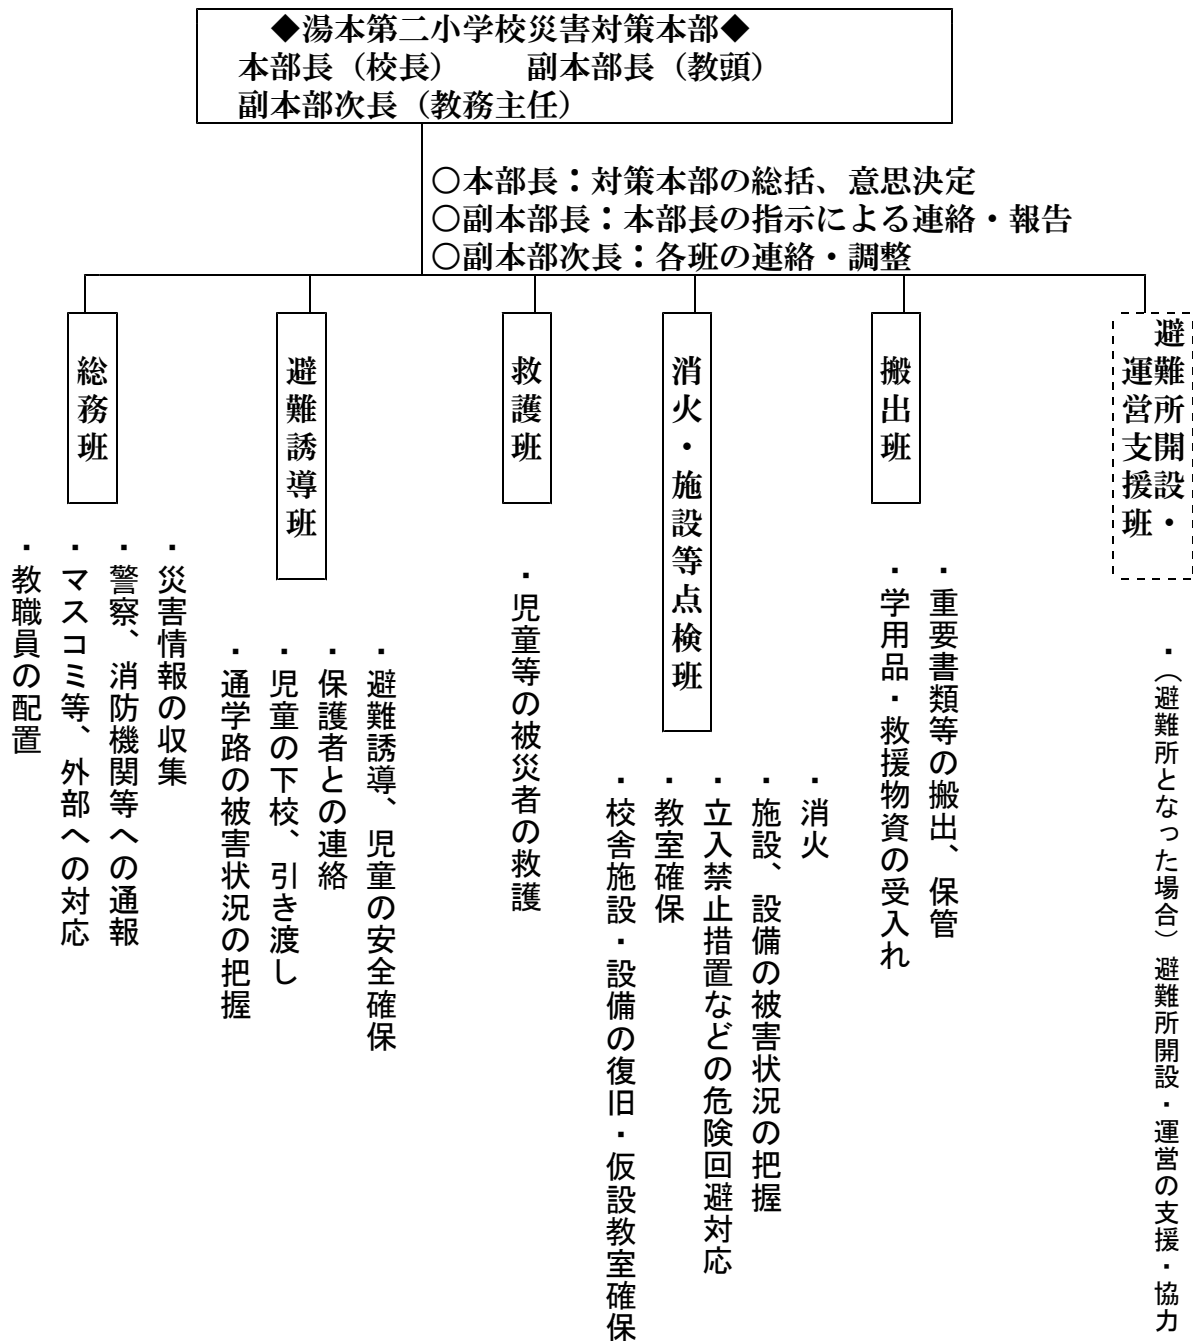 ◆湯本第二小学校災害対策本部◆
本部長（校長）　　副本部長（教頭）
副本部次長（教務主任）
○本部長：対策本部の総括、意思決定
○副本部長：本部長の指示による連絡・報告
○副本部次長：各班の連絡・調整
総務班
・災害情報の収集
・警察、消防機関等への通報
・マスコミ等、外部への対応
・教職員の配置
避難誘導班
・避難誘導、児童の安全確保
・保護者との連絡
・児童の下校、引き渡し
・通学路の被害状況の把握
救護班
・児童等の被災者の救護
消火・施設等点検班
・消火
・施設、設備の被害状況の把握
・立入禁止措置などの危険回避対応
・教室確保
・校舎施設・設備の復旧・仮設教室確保
搬出班
・重要書類等の搬出、保管
・学用品・救援物資の受入れ
避難所開設・
運営支援班
・（避難所となった場合）避難所開設・運営の支援・協力